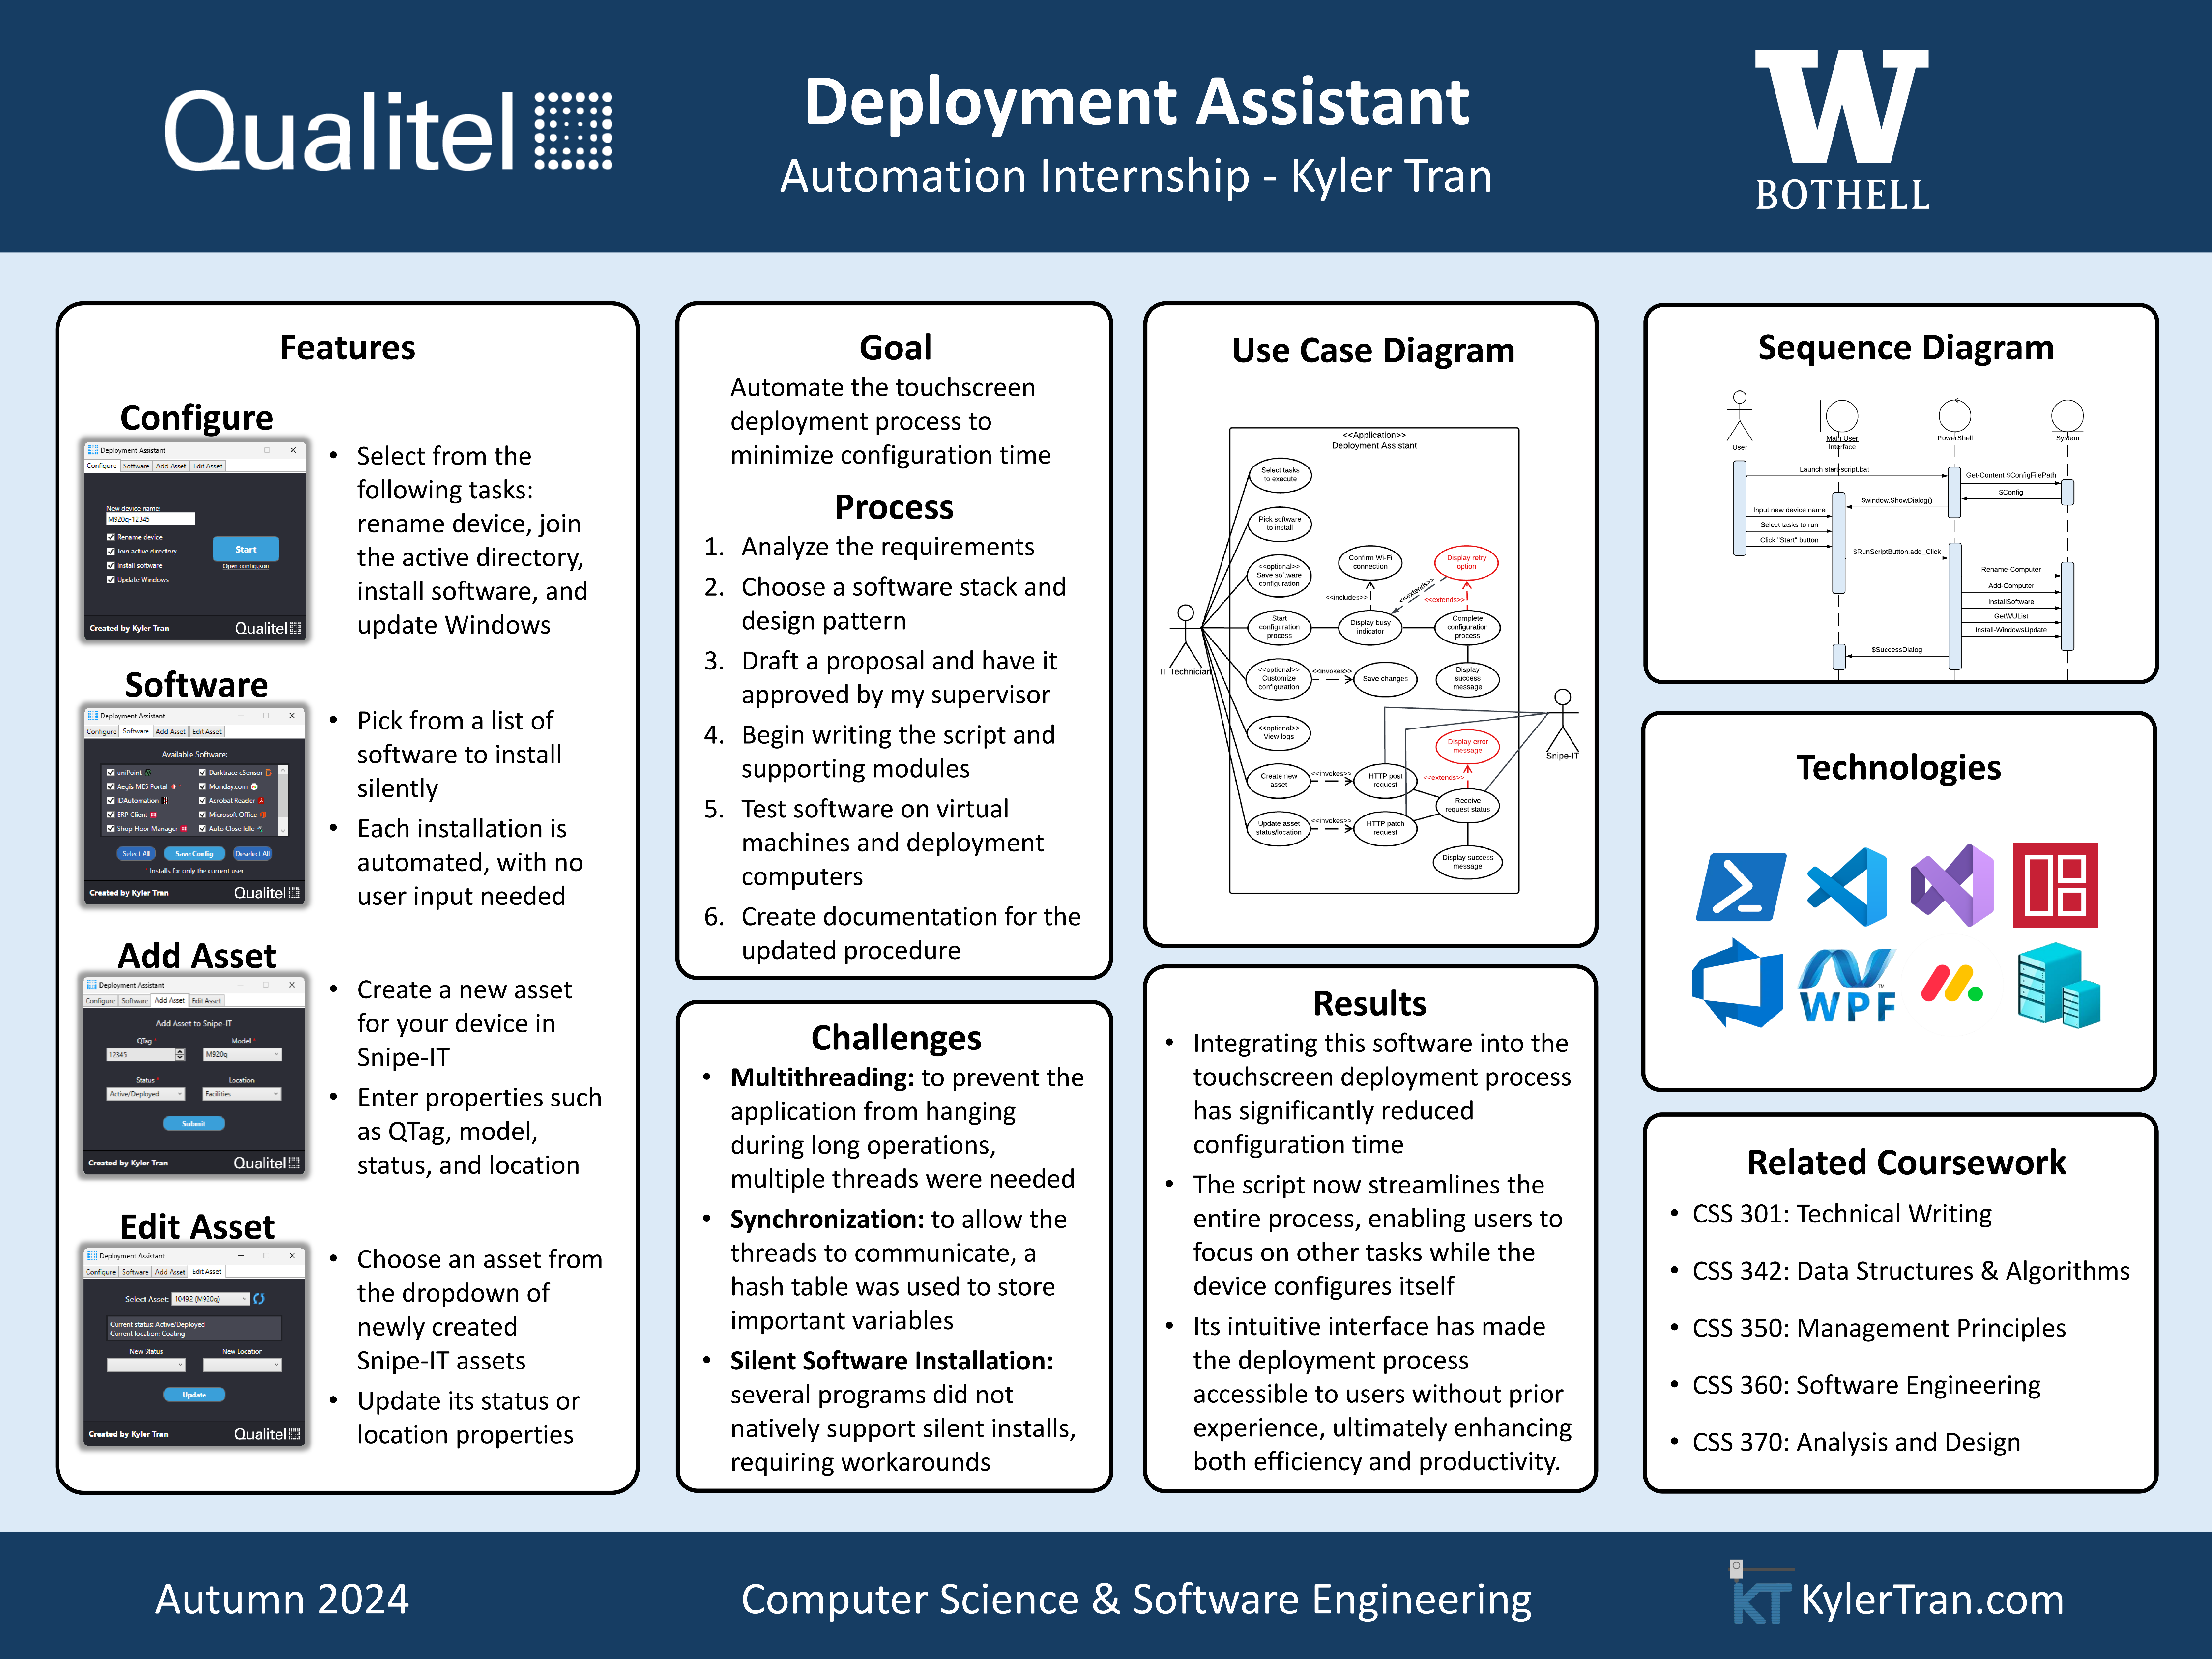 Qualitel
Deployment Assistant
Automation Internship - Kyler Tran
W
BOTHELL
Features
Configure
Deployment Assistant
Configure Software Add Asset Edit Asset
New device name:
M920q-12345
Rename device
Join active directory
Install software
Update Windows
Start
Open config.json
Created by Kyler Tran
Qualitel
• Select from the
following tasks:
rename device, join
the active directory,
install software, and
update Windows
Software
Deployment Assistant
Configure Software Add Asset Edit Asset
Available Software:
uniPoint
Darktrace cSensor
Aegis MES Portal
Monday.com
IDAutomation
Acrobat Reader
ERP Client
Microsoft Office
Shop Floor Manager
Auto Close Idle
Select All
Save Config
Deselect All
* Installs for only the current user
Created by Kyler Tran
Qualitel
• Pick from a list of
software to install
silently
• Each installation is
automated, with no
user input needed
Add Asset
Deployment Assistant
Configure Software Add Asset Edit Asset
Add Asset to Snipe-IT
QTag *
Model *
12345
M920q
Status *
Location
Active/Deployed
Facilities
Submit
Created by Kyler Tran
Qualitel
• Create a new asset
for your device in
Snipe-IT
• Enter properties such
as QTag, model,
status, and location
Edit Asset
Deployment Assistant
Configure Software Add Asset Edit Asset
Select Asset: 10492 (M920q)
Current status: Active/Deployed
Current location: Coating
New Status
New Location
Update
Created by Kyler Tran
Qualitel
• Choose an asset from
the dropdown of
newly created
Snipe-IT assets
• Update its status or
location properties
Goal
Automate the touchscreen
deployment process to
minimize configuration time
Process
1. Analyze the requirements
2. Choose a software stack and
design pattern
3. Draft a proposal and have it
approved by my supervisor
4. Begin writing the script and
supporting modules
5. Test software on virtual
machines and deployment
computers
6. Create documentation for the
updated procedure
Challenges
• Multithreading: to prevent the
application from hanging
during long operations,
multiple threads were needed
• Synchronization: to allow the
threads to communicate, a
hash table was used to store
important variables
• Silent Software Installation:
several programs did not
natively support silent installs,
requiring workarounds
Use Case Diagram
<<Application>>
Deployment Assistant
Select tasks
to execute
Pick software
to install
<<optional>>
Save software
configuration
Confirm Wi-Fi
connection
Display retry
option
<<includes>>
<<extends>>
<<extends>>
Start
configuration
process
Display busy
indicator
Complete
configuration
process
IT Technician
<<optional>>
Customize
configuration
<<invokes>>
Save changes
Display
success
message
<<optional>>
View logs
Display error
message
Snipe-IT
Create new
asset
<<invokes>>
HTTP post
request
<<extends>>
Receive
request status
Update asset
status/location
<<invokes>>
HTTP patch
request
Display success
message
Results
• Integrating this software into the
touchscreen deployment process
has significantly reduced
configuration time
• The script now streamlines the
entire process, enabling users to
focus on other tasks while the
device configures itself
• Its intuitive interface has made
the deployment process
accessible to users without prior
experience, ultimately enhancing
both efficiency and productivity.
Sequence Diagram
User
Main User
Interface
PowerShell
System
Launch start script.bat
Get-Content $ConfigFilePath
$Config
$window.ShowDialog()
Input new device name
Select tasks to run
Click "Start" button
$RunScriptButton.add_Click
Rename-Computer
Add-Computer
InstallSoftware
GetWUList
Install-WindowsUpdate
$SuccessDialog
Technologies
WPF
TM
Related Coursework
• CSS 301: Technical Writing
• CSS 342: Data Structures & Algorithms
• CSS 350: Management Principles
• CSS 360: Software Engineering
• CSS 370: Analysis and Design
Autumn 2024
Computer Science & Software Engineering
KT KylerTran.com